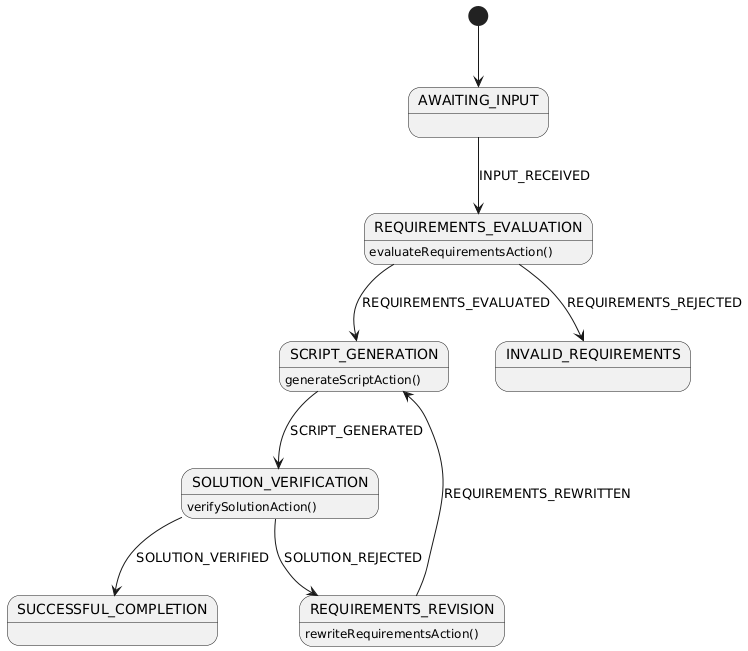 AWAITING_INPUT
INPUT_RECEIVED
REQUIREMENTS_EVALUATION
evaluateRequirementsAction()
REQUIREMENTS_EVALUATED
REQUIREMENTS_REJECTED
SCRIPT_GENERATION
generateScriptAction()
INVALID_REQUIREMENTS
SCRIPT_GENERATED
SOLUTION_VERIFICATION
verifySolutionAction()
REQUIREMENTS_REWRITTEN
SOLUTION_VERIFIED
SOLUTION_REJECTED
SUCCESSFUL_COMPLETION
REQUIREMENTS_REVISION
rewriteRequirementsAction()